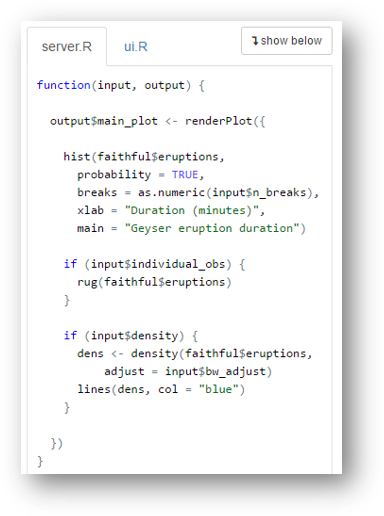 server.R ui.R ↴show below
function(input, output) {
output$main_plot <- renderPlot({
hist(faithful$eruptions,
probability = TRUE,
breaks = as.numeric(input$n_breaks),
xlab = "Duration (minutes)",
main = "Geyser eruption duration")
if (input$individual_obs) {
rug(faithful$eruptions)
}
if (input$density) {
dens <- density(faithful$eruptions,
adjust = input$bw_adjust)
lines(dens, col = "blue")
}
})
}